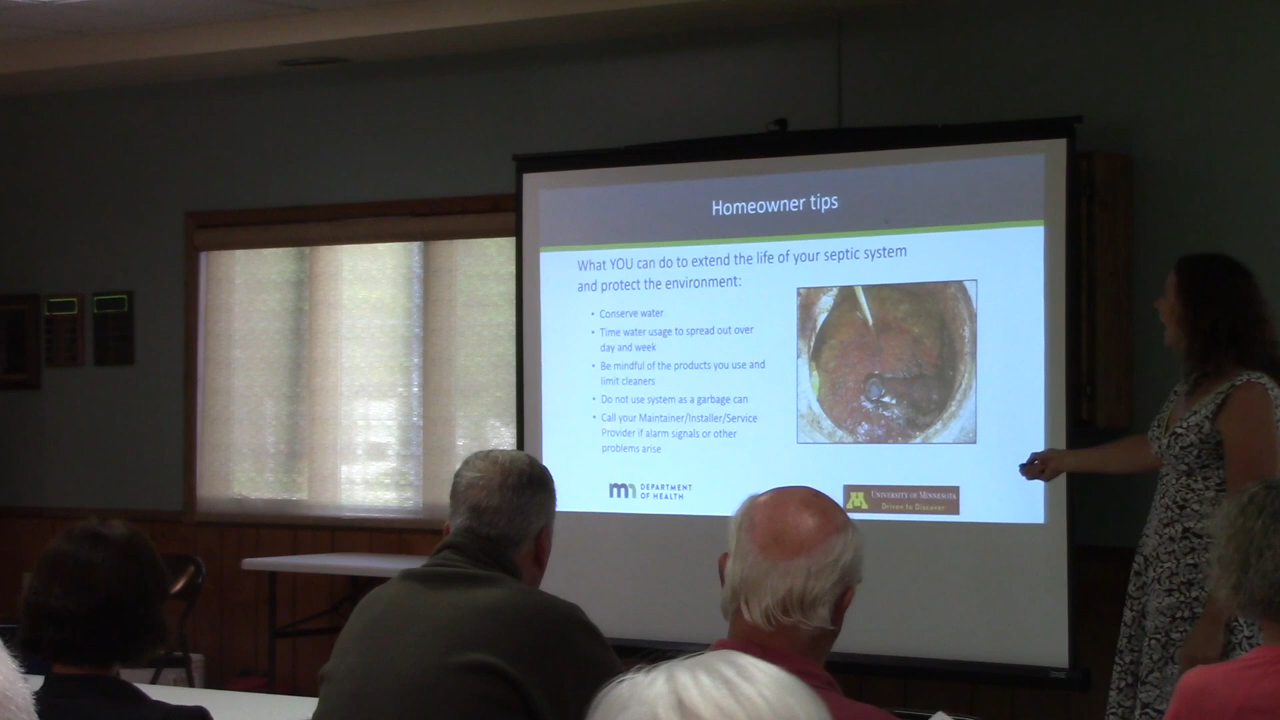 Homeowner tips
What YOU can do to extend the life of your septic system
and protect the environment:
• Conserve water
• Time water usage to spread out over
day and week
• Be mindful of the products you use and
limit cleaners
• Do not use system as a garbage can
• Call your Maintainer/Installer/Service
Provider if alarm signals or other
problems arise
mn DEPARTMENT
OF HEALTH
M UNIVERSITY OF MINNESOTA
Driven to Discover